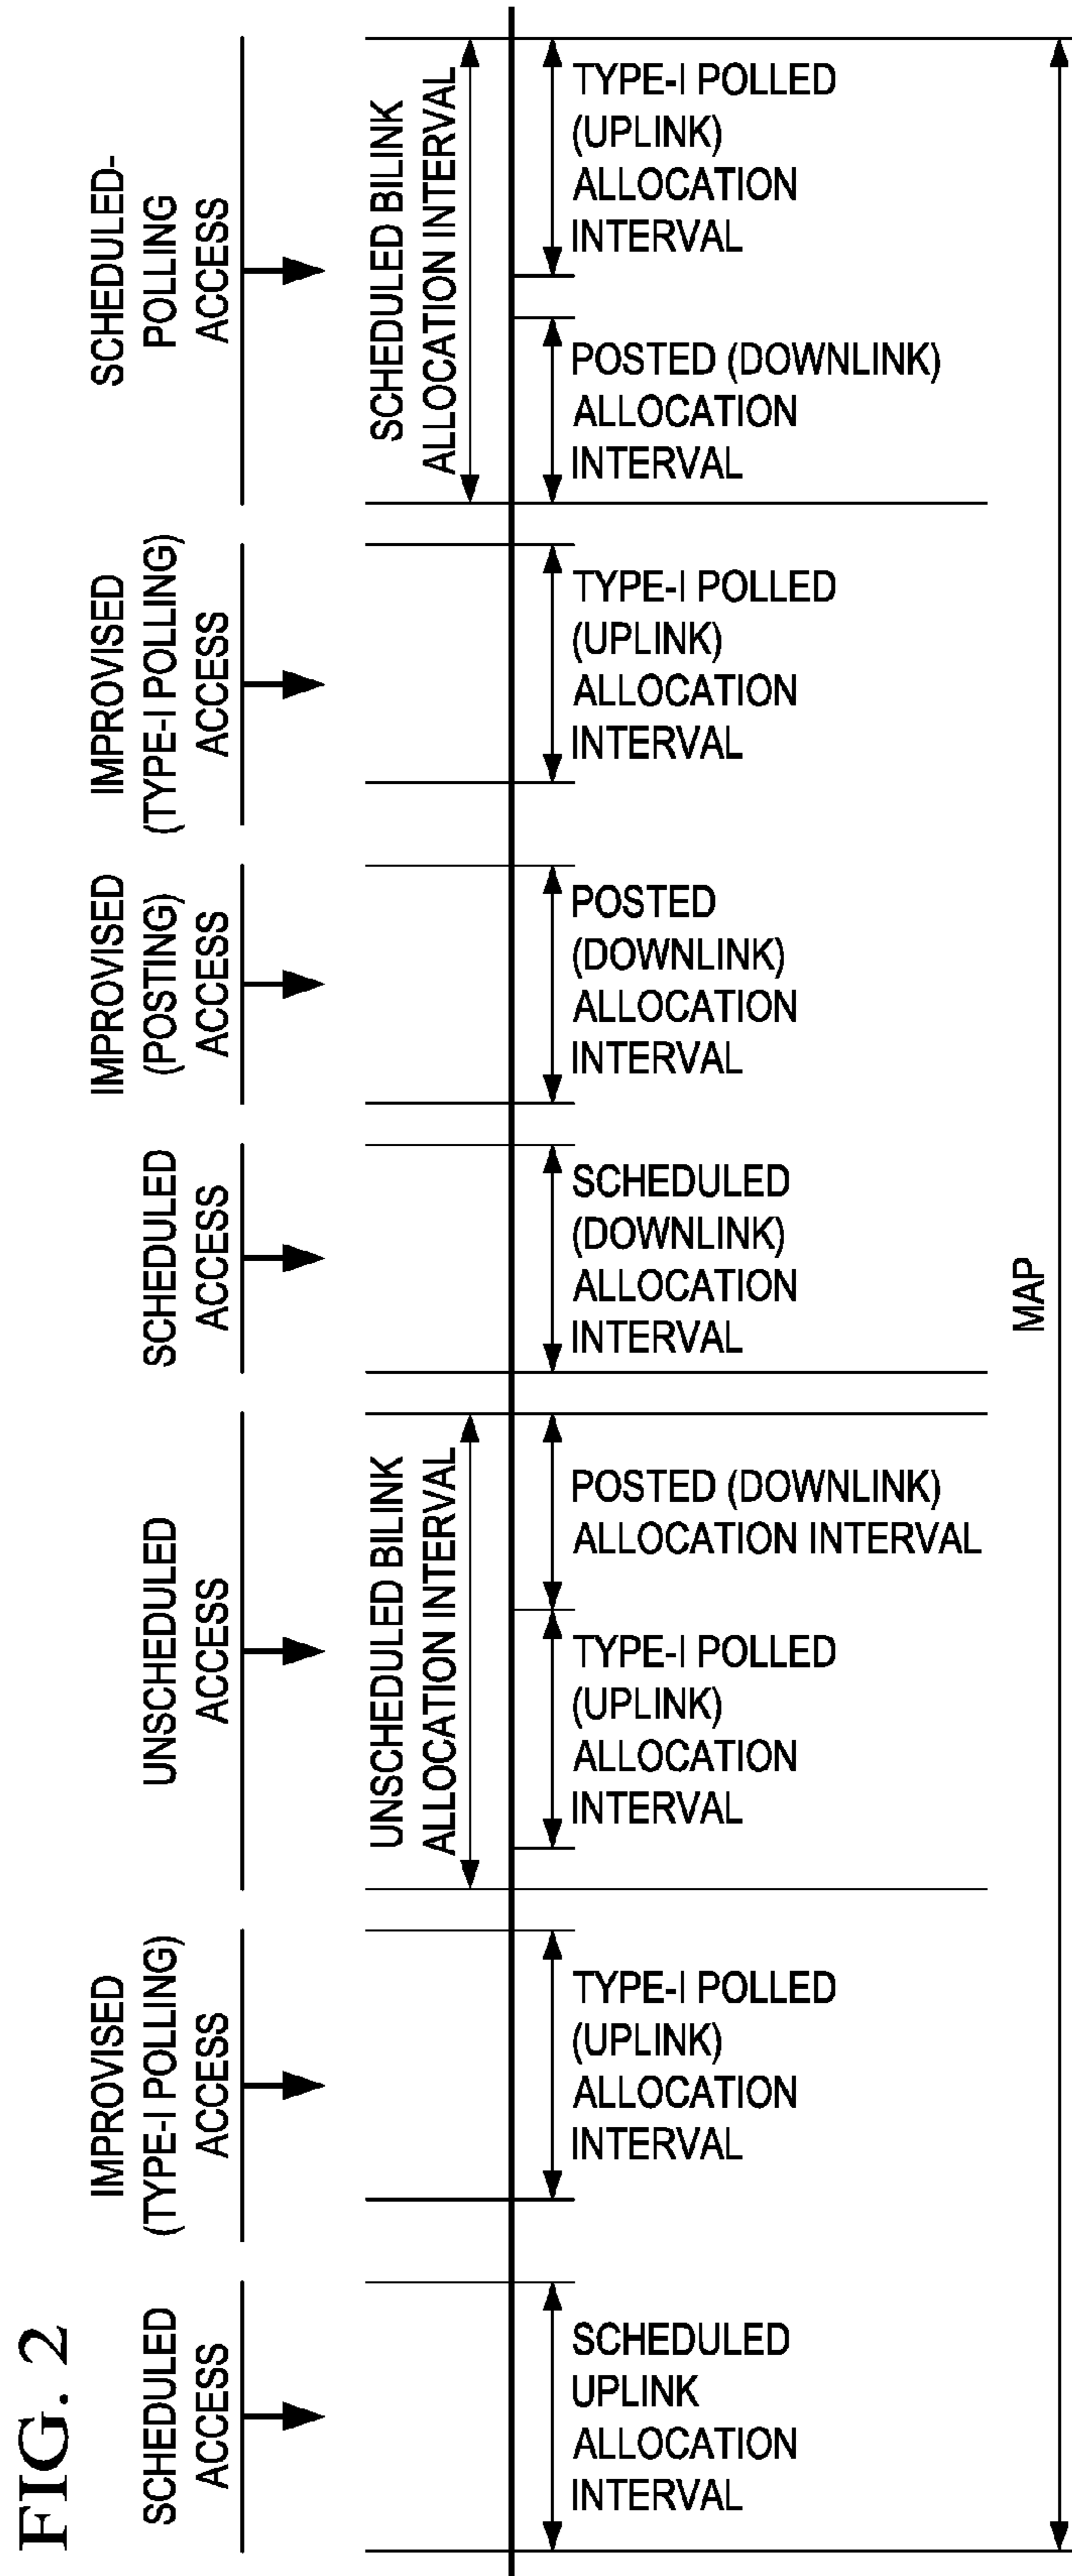 FIG. 2
SCHEDULED
ACCESS
IMPROVISED
(TYPE-I POLLING)
ACCESS
UNSCHEDULED
ACCESS
SCHEDULED
ACCESS
IMPROVISED
(POSTING)
ACCESS
IMPROVISED
(TYPE-I POLLING)
ACCESS
SCHEDULED-
POLLING
ACCESS
UNSCHEDULED BILINK
ALLOCATION INTERVAL
SCHEDULED BILINK
ALLOCATION INTERVAL
SCHEDULED
UPLINK
ALLOCATION
INTERVAL
TYPE-I POLLED
(UPLINK)
ALLOCATION
INTERVAL
TYPE-I POLLED
(UPLINK)
ALLOCATION
INTERVAL
POSTED (DOWNLINK)
ALLOCATION INTERVAL
SCHEDULED
(DOWNLINK)
ALLOCATION
INTERVAL
POSTED
(DOWNLINK)
ALLOCATION
INTERVAL
TYPE-I POLLED
(UPLINK)
ALLOCATION
INTERVAL
POSTED (DOWNLINK)
ALLOCATION
INTERVAL
TYPE-I POLLED
(UPLINK)
ALLOCATION
INTERVAL
MAP